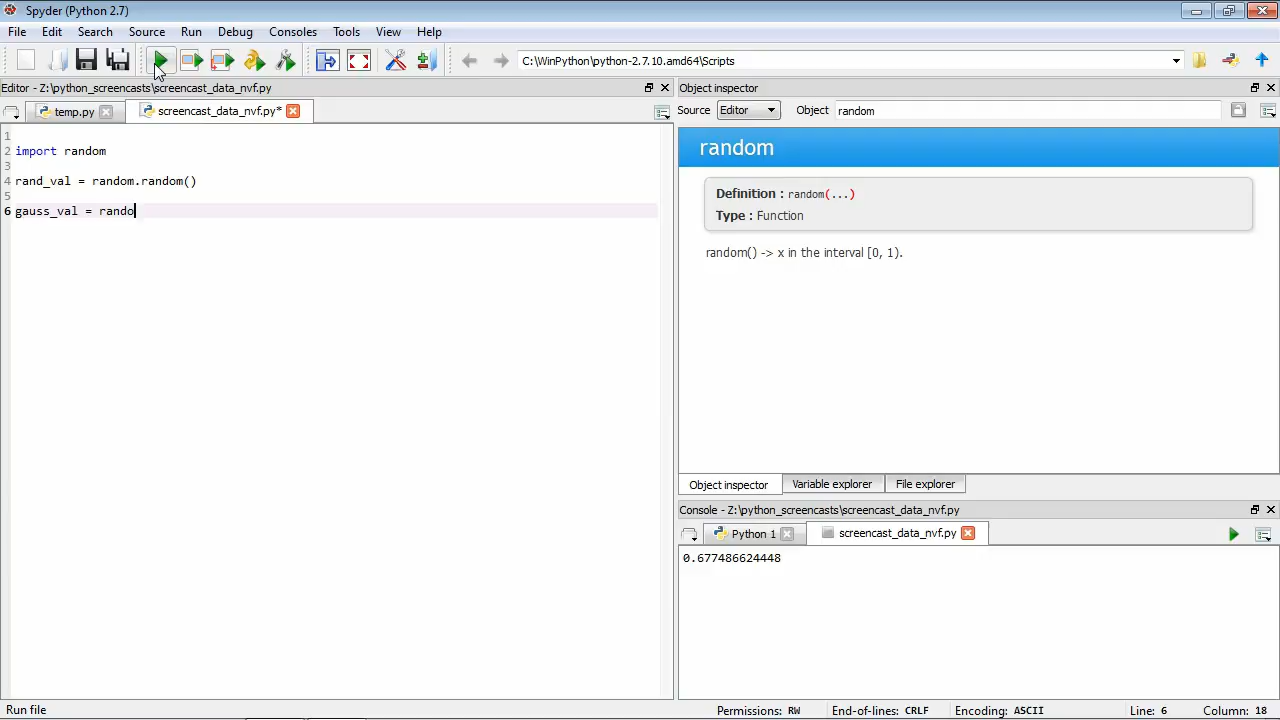 Spyder (Python 2.7)
File Edit Search Source Run Debug Consoles Tools View Help
C:\WinPython\python-2.7.10.amd64\Scripts
Editor - Z:\python_screencasts\screencast_data_nvf.py
temp.py screencast_data_nvf.py*
1
2 import random
3
4 rand_val = random.random()
5
6 gauss_val = rando
Object inspector
Source Editor Object random
random
Definition : random(...)
Type : Function
random() -> x in the interval [0, 1).
Object inspector Variable explorer File explorer
Console - Z:\python_screencasts\screencast_data_nvf.py
Python 1 screencast_data_nvf.py
0.677486624448
Run file Permissions: RW End-of-lines: CRLF Encoding: ASCII Line: 6 Column: 18